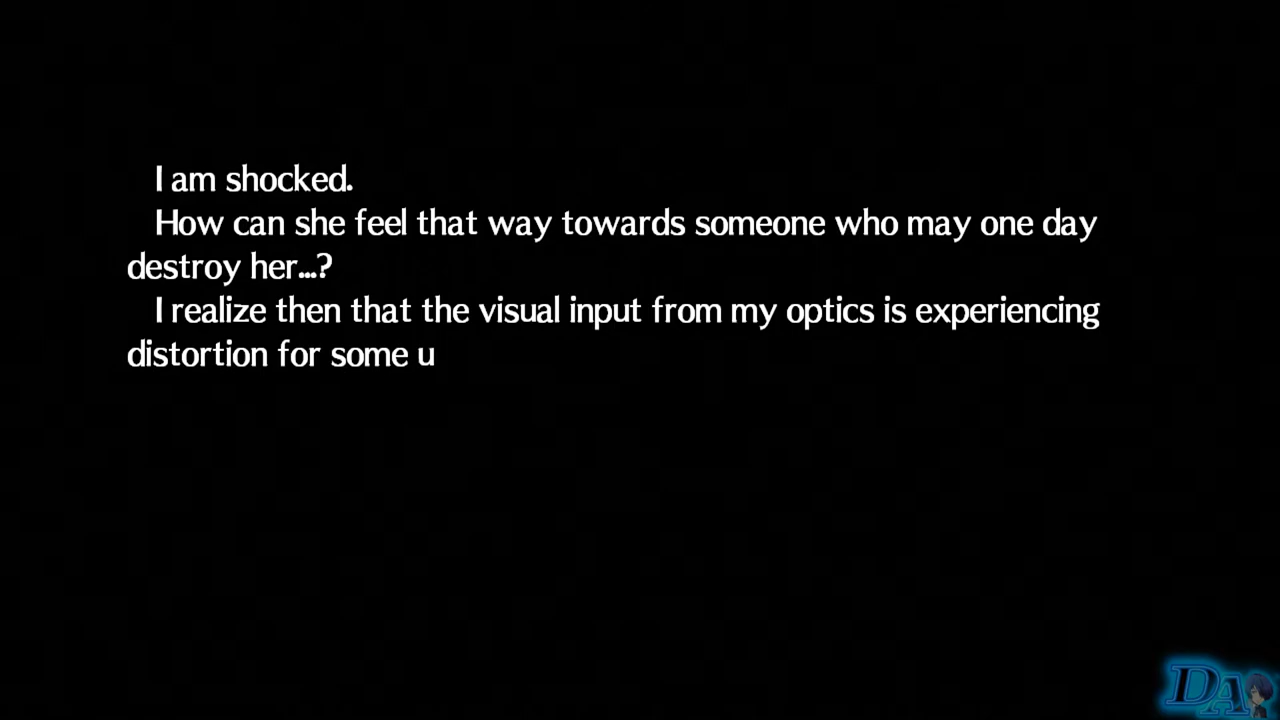 I am shocked.
How can she feel that way towards someone who may one day
destroy her...?
I realize then that the visual input from my optics is experiencing
distortion for some u
DA